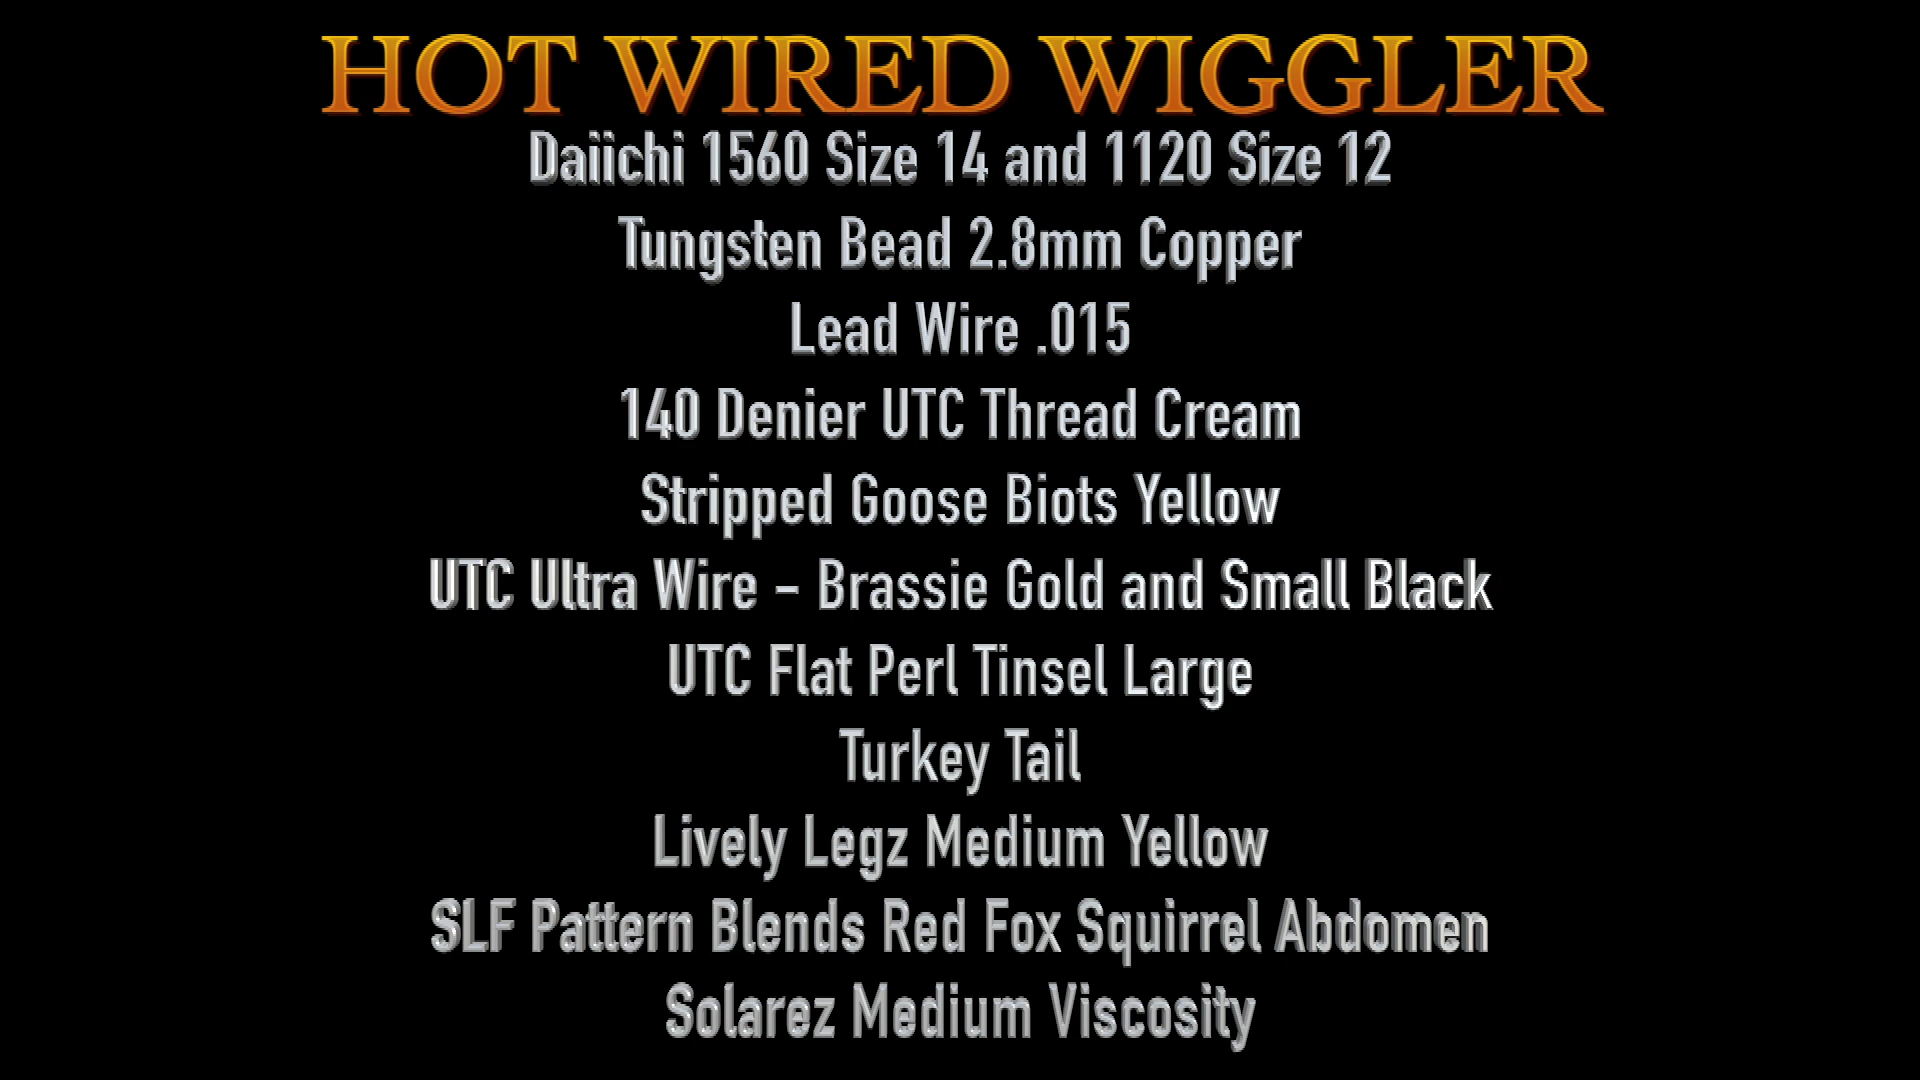 HOT WIRED WIGGLER
Daiichi 1560 Size 14 and 1120 Size 12
Tungsten Bead 2.8mm Copper
Lead Wire .015
140 Denier UTC Thread Cream
Stripped Goose Biots Yellow
UTC Ultra Wire – Brassie Gold and Small Black
UTC Flat Perl Tinsel Large
Turkey Tail
Lively Legz Medium Yellow
SLF Pattern Blends Red Fox Squirrel Abdomen
Solarez Medium Viscosity